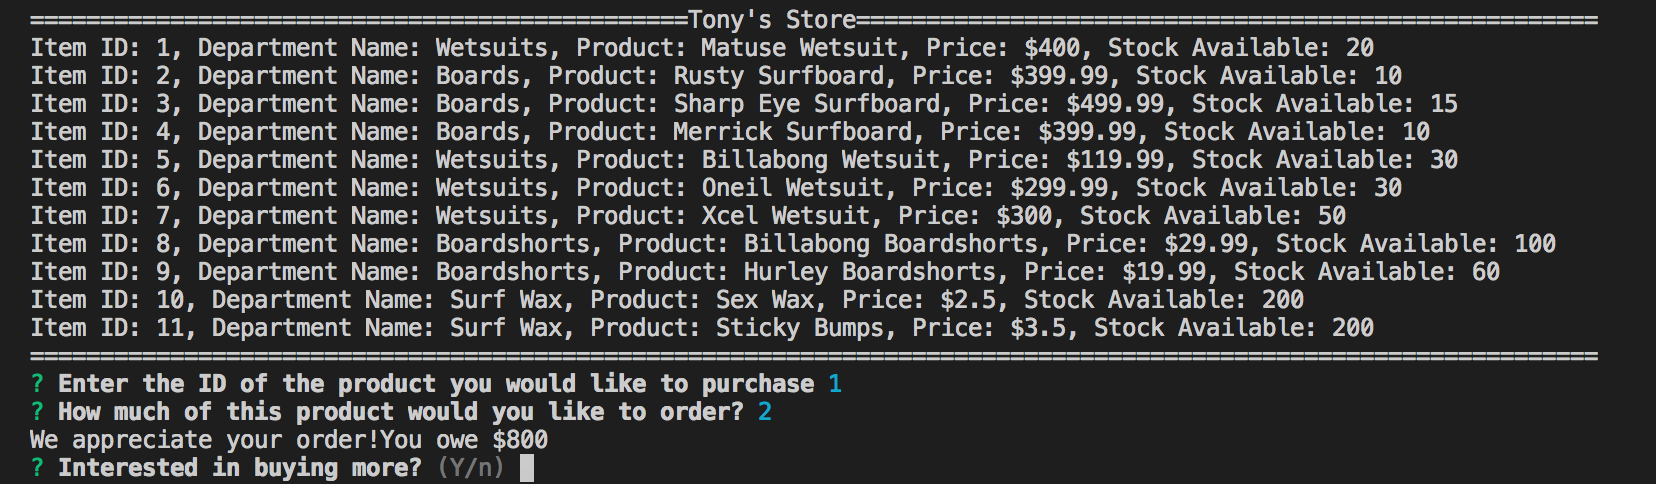 ===============================================Tony's Store=====================================================
Item ID: 1, Department Name: Wetsuits, Product: Matuse Wetsuit, Price: $400, Stock Available: 20
Item ID: 2, Department Name: Boards, Product: Rusty Surfboard, Price: $399.99, Stock Available: 10
Item ID: 3, Department Name: Boards, Product: Sharp Eye Surfboard, Price: $499.99, Stock Available: 15
Item ID: 4, Department Name: Boards, Product: Merrick Surfboard, Price: $399.99, Stock Available: 10
Item ID: 5, Department Name: Wetsuits, Product: Billabong Wetsuit, Price: $119.99, Stock Available: 30
Item ID: 6, Department Name: Wetsuits, Product: Oneil Wetsuit, Price: $299.99, Stock Available: 30
Item ID: 7, Department Name: Wetsuits, Product: Xcel Wetsuit, Price: $300, Stock Available: 50
Item ID: 8, Department Name: Boardshorts, Product: Billabong Boardshorts, Price: $29.99, Stock Available: 100
Item ID: 9, Department Name: Boardshorts, Product: Hurley Boardshorts, Price: $19.99, Stock Available: 60
Item ID: 10, Department Name: Surf Wax, Product: Sex Wax, Price: $2.5, Stock Available: 200
Item ID: 11, Department Name: Surf Wax, Product: Sticky Bumps, Price: $3.5, Stock Available: 200
================================================================================================================
? Enter the ID of the product you would like to purchase 1
? How much of this product would you like to order? 2
We appreciate your order!You owe $800
? Interested in buying more? (Y/n)